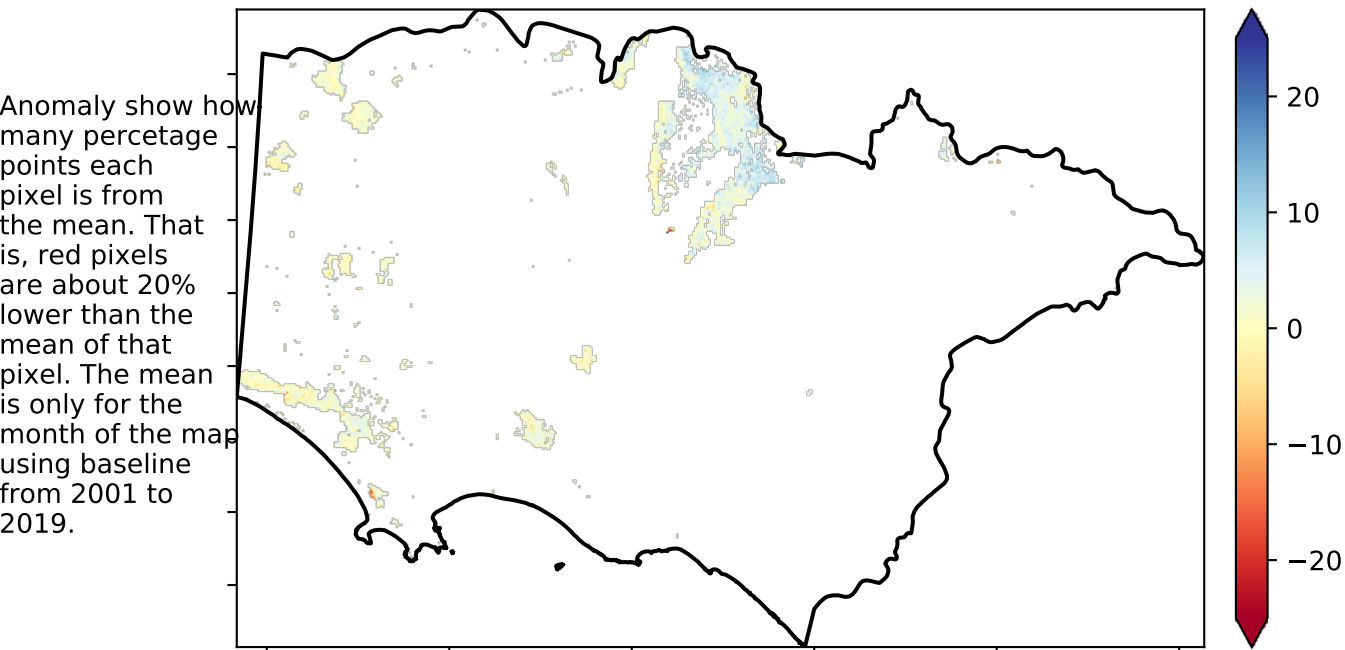 Anomaly show how
many percetage
points each
pixel is from
the mean. That
is, red pixels
are about 20%
lower than the
mean of that
pixel. The mean
is only for the
month of the map
using baseline
from 2001 to
2019.
20
10
0
−10
−20